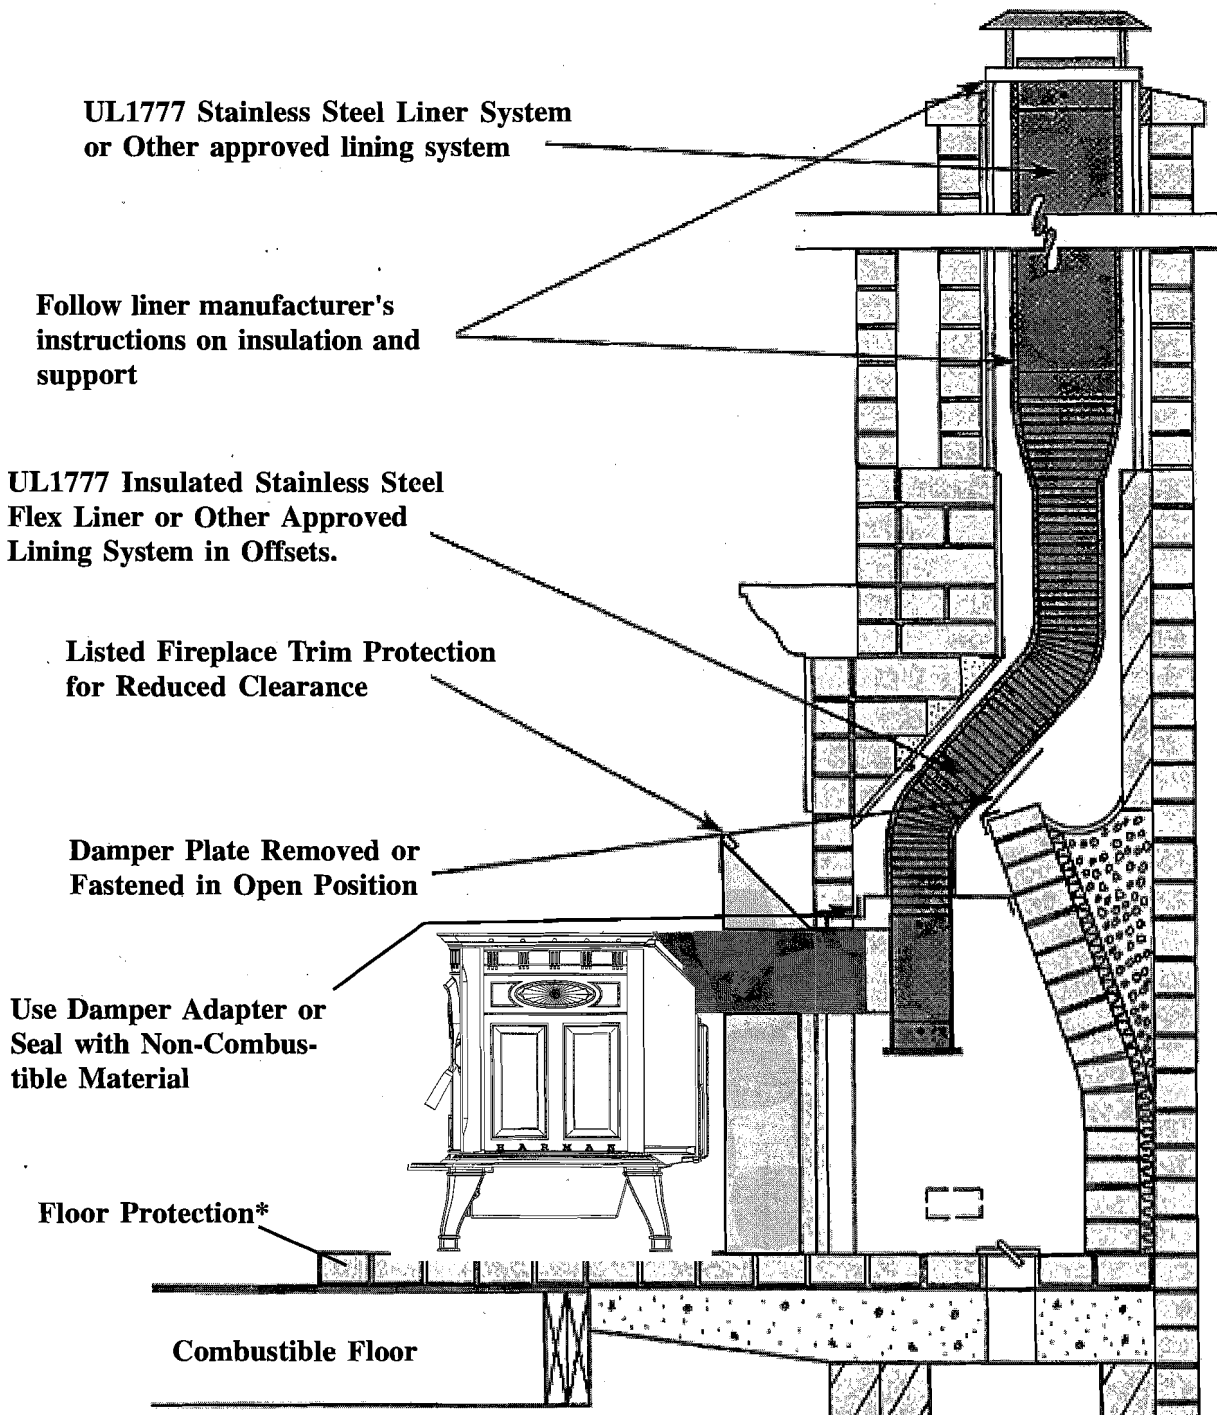 UL1777 Stainless Steel Liner System
or Other approved lining system
Follow liner manufacturer's
instructions on insulation and
support
UL1777 Insulated Stainless Steel
Flex Liner or Other Approved
Lining System in Offsets.
Listed Fireplace Trim Protection
for Reduced Clearance
Damper Plate Removed or
Fastened in Open Position
Use Damper Adapter or
Seal with Non-Combus-
tible Material
HARMAN
Floor Protection*
Combustible Floor